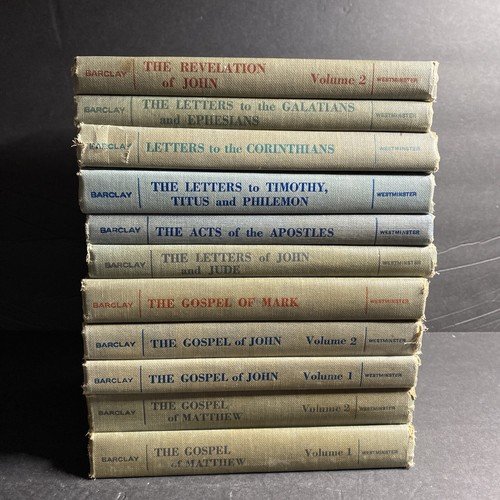 BARCLAY THE REVELATION of JOHN Volume 2 WESTMINSTER
BARCLAY THE LETTERS to the GALATIANS and EPHESIANS WESTMINSTER
BARCLAY LETTERS to the CORINTHIANS WESTMINSTER
BARCLAY THE LETTERS to TIMOTHY, TITUS and PHILEMON WESTMINSTER
BARCLAY THE ACTS of the APOSTLES WESTMINSTER
BARCLAY THE LETTERS of JOHN and JUDE WESTMINSTER
BARCLAY THE GOSPEL OF MARK WESTMINSTER
BARCLAY THE GOSPEL of JOHN Volume 2 WESTMINSTER
BARCLAY THE GOSPEL of JOHN Volume 1 WESTMINSTER
BARCLAY THE GOSPEL of MATTHEW Volume 2 WESTMINSTER
BARCLAY THE GOSPEL of MATTHEW Volume 1 WESTMINSTER